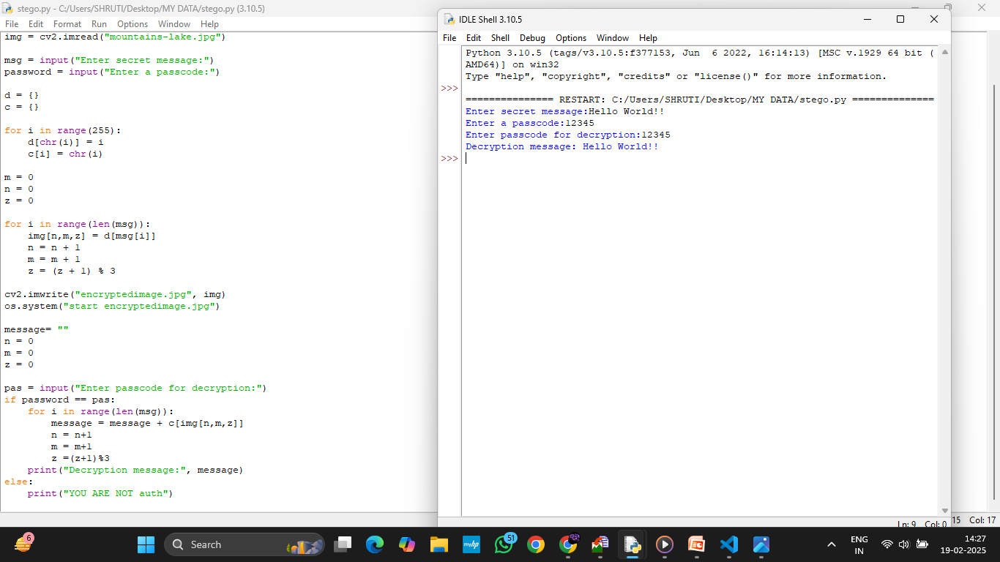 stego.py - C:/Users/SHRUTI/Desktop/MY DATA/stego.py (3.10.5)
File Edit Format Run Options Window Help
img = cv2.imread("mountains-lake.jpg")
msg = input("Enter secret message:")
password = input("Enter a passcode:")
d = {}
c = {}
for i in range(255):
    d[chr(i)] = i
    c[i] = chr(i)
m = 0
n = 0
z = 0
for i in range(len(msg)):
    img[n,m,z] = d[msg[i]]
    n = n + 1
    m = m + 1
    z = (z + 1) % 3
cv2.imwrite("encryptedimage.jpg", img)
os.system("start encryptedimage.jpg")
message= ""
n = 0
m = 0
z = 0
pas = input("Enter passcode for decryption:")
if password == pas:
    for i in range(len(msg)):
        message = message + c[img[n,m,z]]
        n = n+1
        m = m+1
        z =(z+1)%3
    print("Decryption message:", message)
else:
    print("YOU ARE NOT auth")
15 Col: 17
IDLE Shell 3.10.5
File Edit Shell Debug Options Window Help
Python 3.10.5 (tags/v3.10.5:f377153, Jun  6 2022, 16:14:13) [MSC v.1929 64 bit (
AMD64)] on win32
Type "help", "copyright", "credits" or "license()" for more information.
>>>
=============== RESTART: C:/Users/SHRUTI/Desktop/MY DATA/stego.py ==============
Enter secret message:Hello World!!
Enter a passcode:12345
Enter passcode for decryption:12345
Decryption message: Hello World!!
>>>
Ln: 9 Col: 0
6
Search
myhp
51
ENG
IN
14:27
19-02-2025